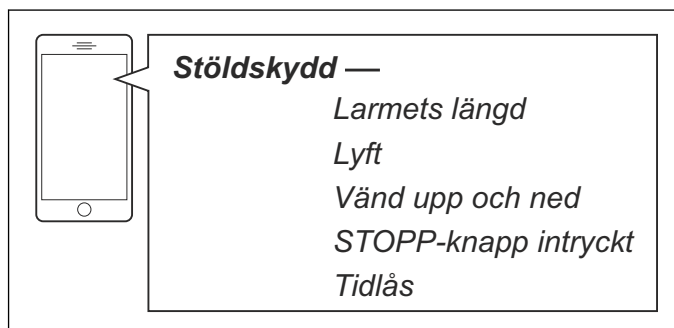 Stöldskydd —
Larmets längd
Lyft
Vänd upp och ned
STOPP-knapp intryckt
Tidlås